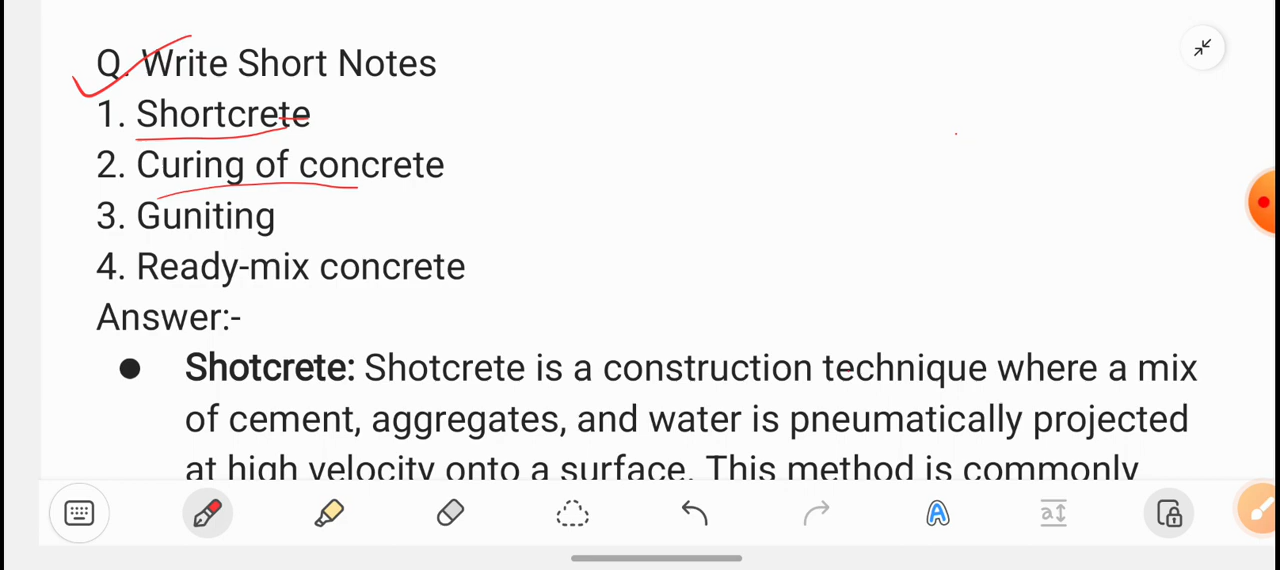 Q. Write Short Notes
1. Shortcrete
2. Curing of concrete
3. Guniting
4. Ready-mix concrete
Answer:-
● Shotcrete: Shotcrete is a construction technique where a mix
of cement, aggregates, and water is pneumatically projected
at high velocity onto a surface. This method is commonly